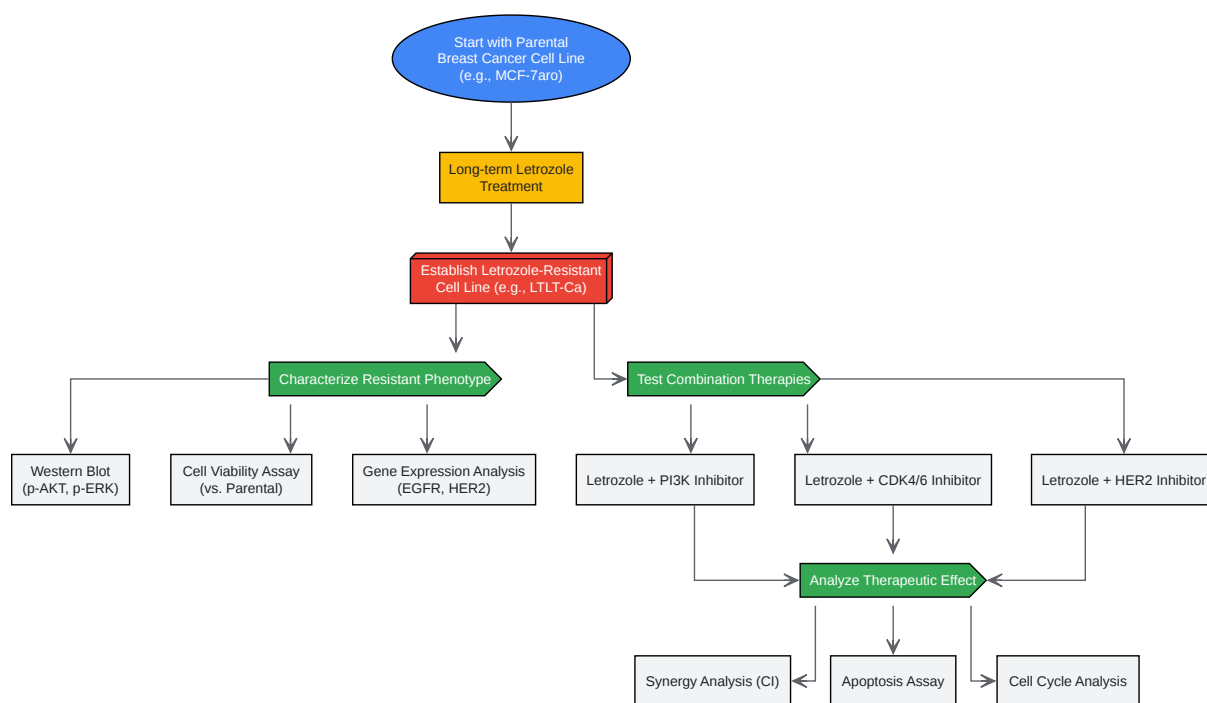 Start with Parental
Breast Cancer Cell Line
(e.g., MCF-7aro)
Long-term Letrozole
Treatment
Establish Letrozole-Resistant
Cell Line (e.g., LTLT-Ca)
Characterize Resistant Phenotype
Test Combination Therapies
Western Blot
(p-AKT, p-ERK)
Cell Viability Assay
(vs. Parental)
Gene Expression Analysis
(EGFR, HER2)
Letrozole + PI3K Inhibitor
Letrozole + CDK4/6 Inhibitor
Letrozole + HER2 Inhibitor
Analyze Therapeutic Effect
Synergy Analysis (CI)
Apoptosis Assay
Cell Cycle Analysis